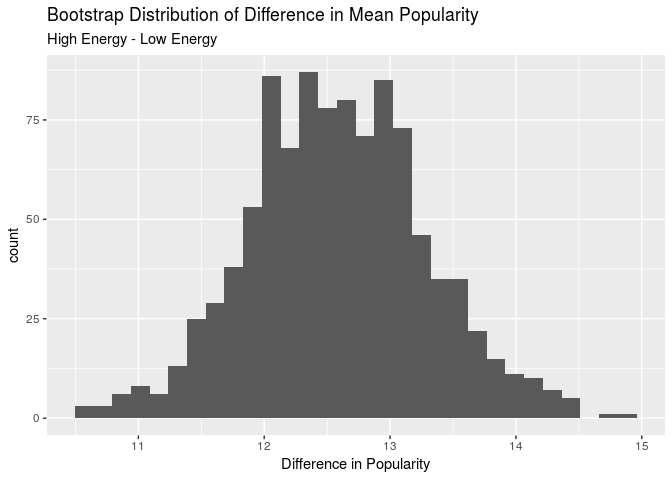 Bootstrap Distribution of Difference in Mean Popularity
High Energy - Low Energy
75
50
25
0
count
11 12 13 14 15
Difference in Popularity